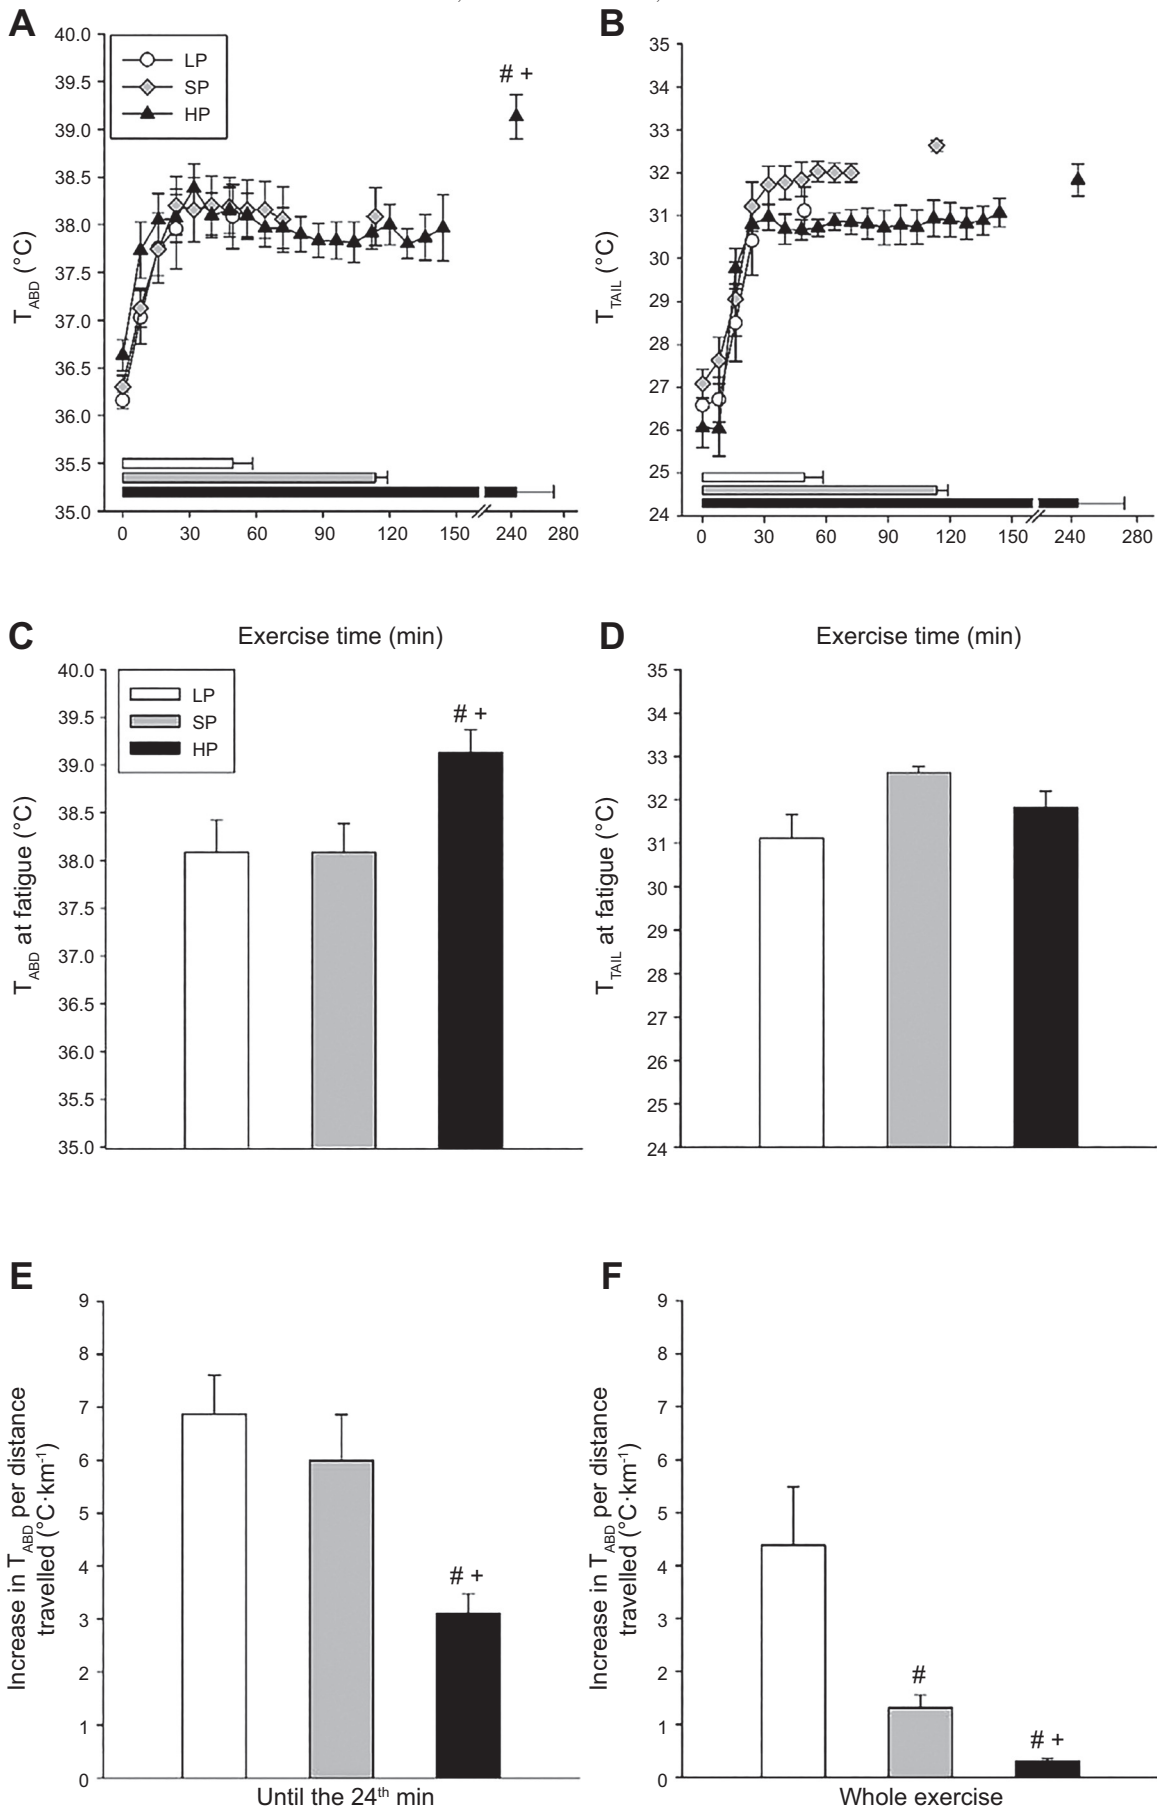 A
40.0
39.5
39.0
38.5
38.0
37.5
37.0
36.5
36.0
35.5
35.0
T_ABD (°C)
LP
SP
HP
# +
0 30 60 90 120 150 240 280
Exercise time (min)
B
35
34
33
32
31
30
29
28
27
26
25
24
T_TAIL (°C)
0 30 60 90 120 150 240 280
Exercise time (min)
C
40.0
39.5
39.0
38.5
38.0
37.5
37.0
36.5
36.0
35.5
35.0
T_ABD at fatigue (°C)
LP
SP
HP
# +
D
35
34
33
32
31
30
29
28
27
26
25
24
T_TAIL at fatigue (°C)
E
9
8
7
6
5
4
3
2
1
0
Increase in T_ABD per distance
travelled (°C·km⁻¹)
# +
Until the 24th min
F
9
8
7
6
5
4
3
2
1
0
Increase in T_ABD per distance
travelled (°C·km⁻¹)
#
# +
Whole exercise